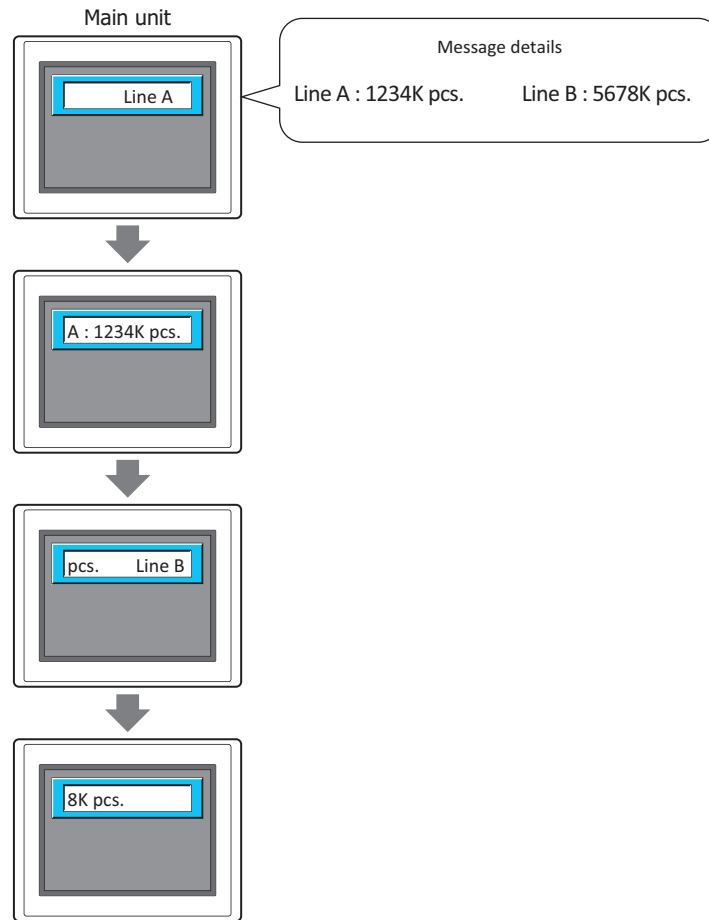 Main unit
Message details
Line A : 1234K pcs. Line B : 5678K pcs.
Line A
A : 1234K pcs.
pcs. Line B
8K pcs.